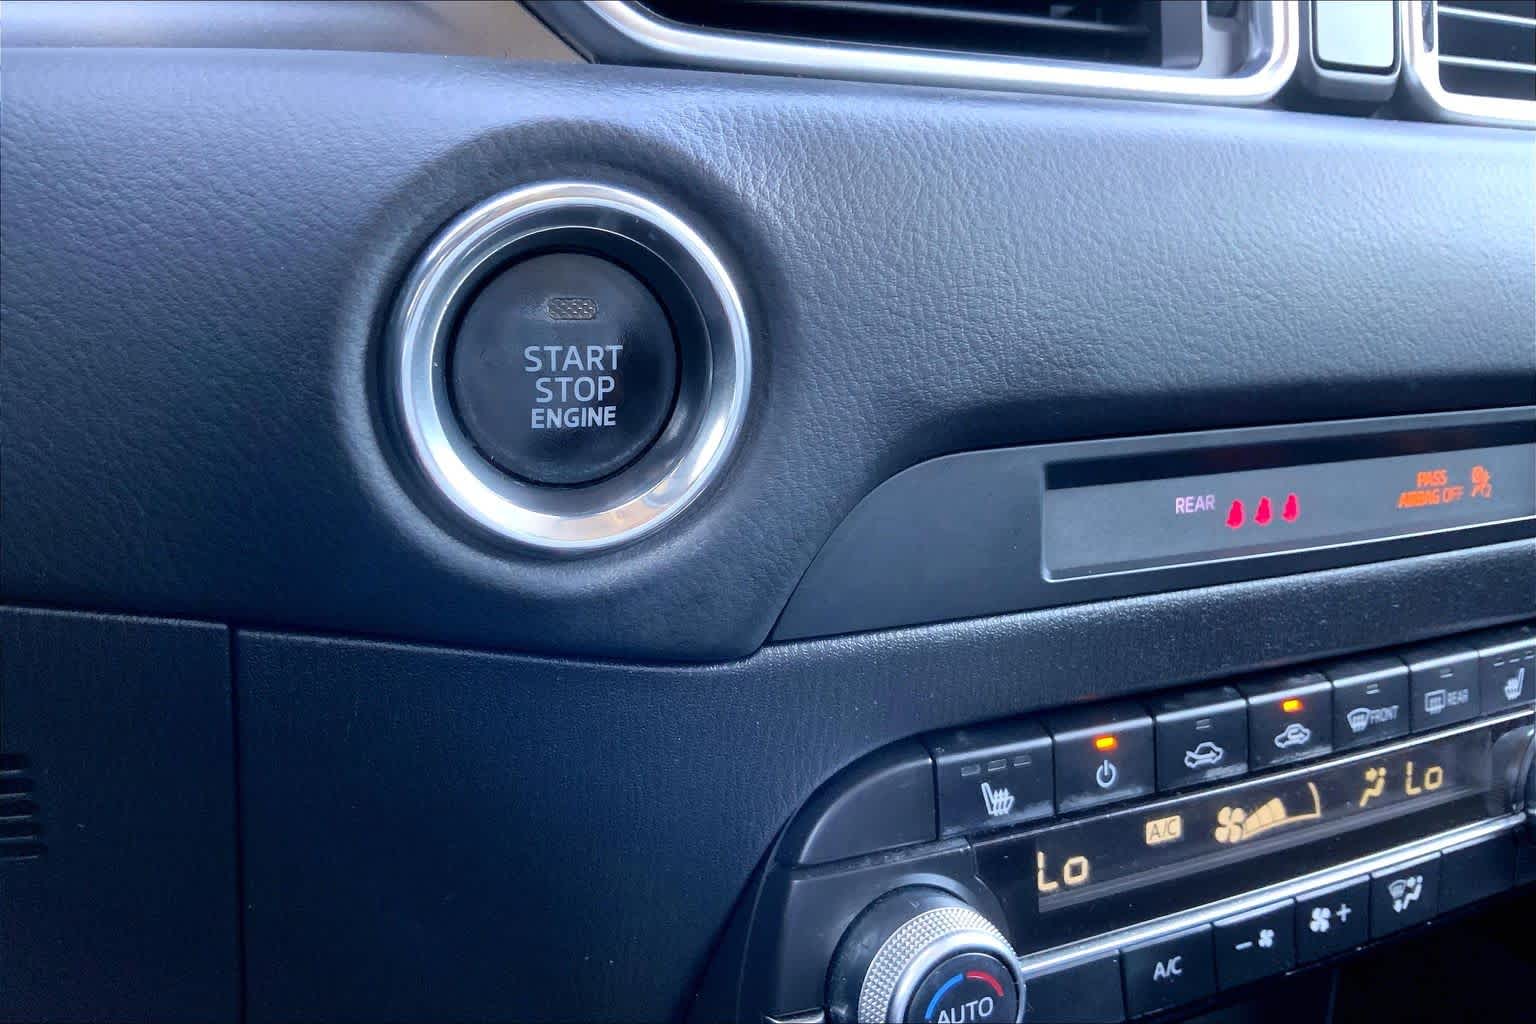 START
STOP
ENGINE
REAR
PASS
AIRBAG OFF
FRONT
REAR
Lo
A/C
Lo
A/C
- +
AUTO